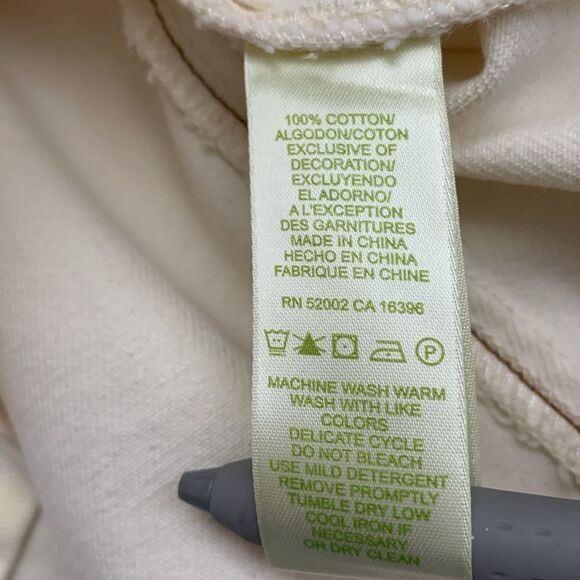 100% COTTON/
ALGODON/COTON
EXCLUSIVE OF
DECORATION/
EXCLUYENDO
EL ADORNO/
A L'EXCEPTION
DES GARNITURES
MADE IN CHINA
HECHO EN CHINA
FABRIQUE EN CHINE
RN 52002 CA 16396
P
MACHINE WASH WARM
WASH WITH LIKE
COLORS
DELICATE CYCLE
DO NOT BLEACH
USE MILD DETERGENT
REMOVE PROMPTLY
TUMBLE DRY LOW
COOL IRON IF
NECESSARY
OR DRY CLEAN